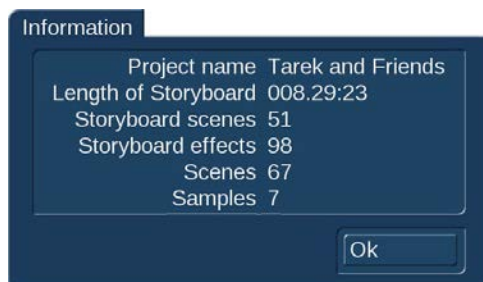 Information
Project name Tarek and Friends
Length of Storyboard 008.29:23
Storyboard scenes 51
Storyboard effects 98
Scenes 67
Samples 7
Ok